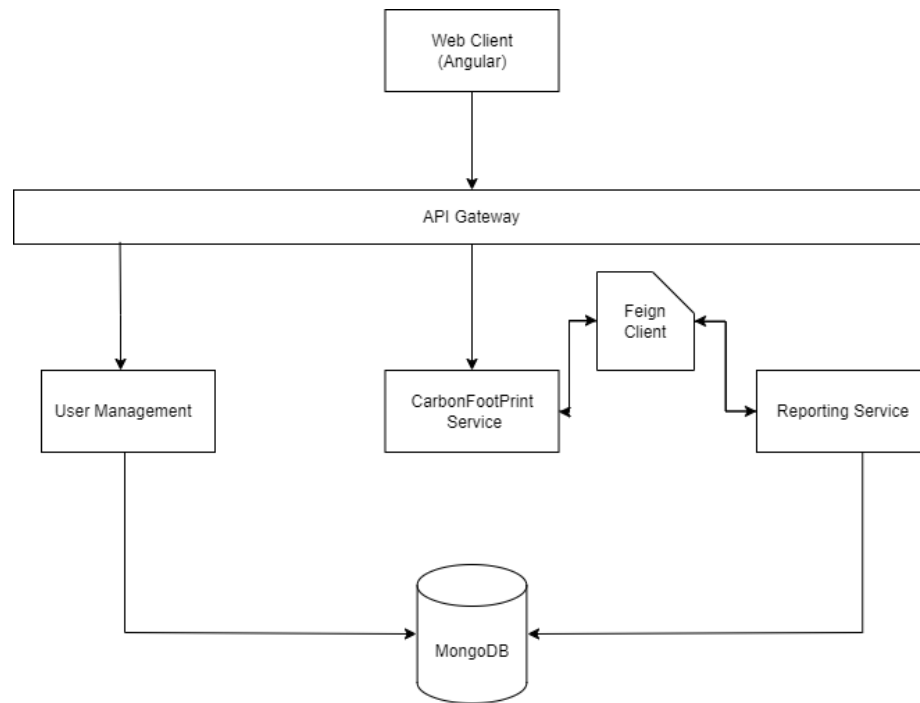 Web Client
(Angular)
API Gateway
Feign
Client
User Management
CarbonFootPrint
Service
Reporting Service
MongoDB